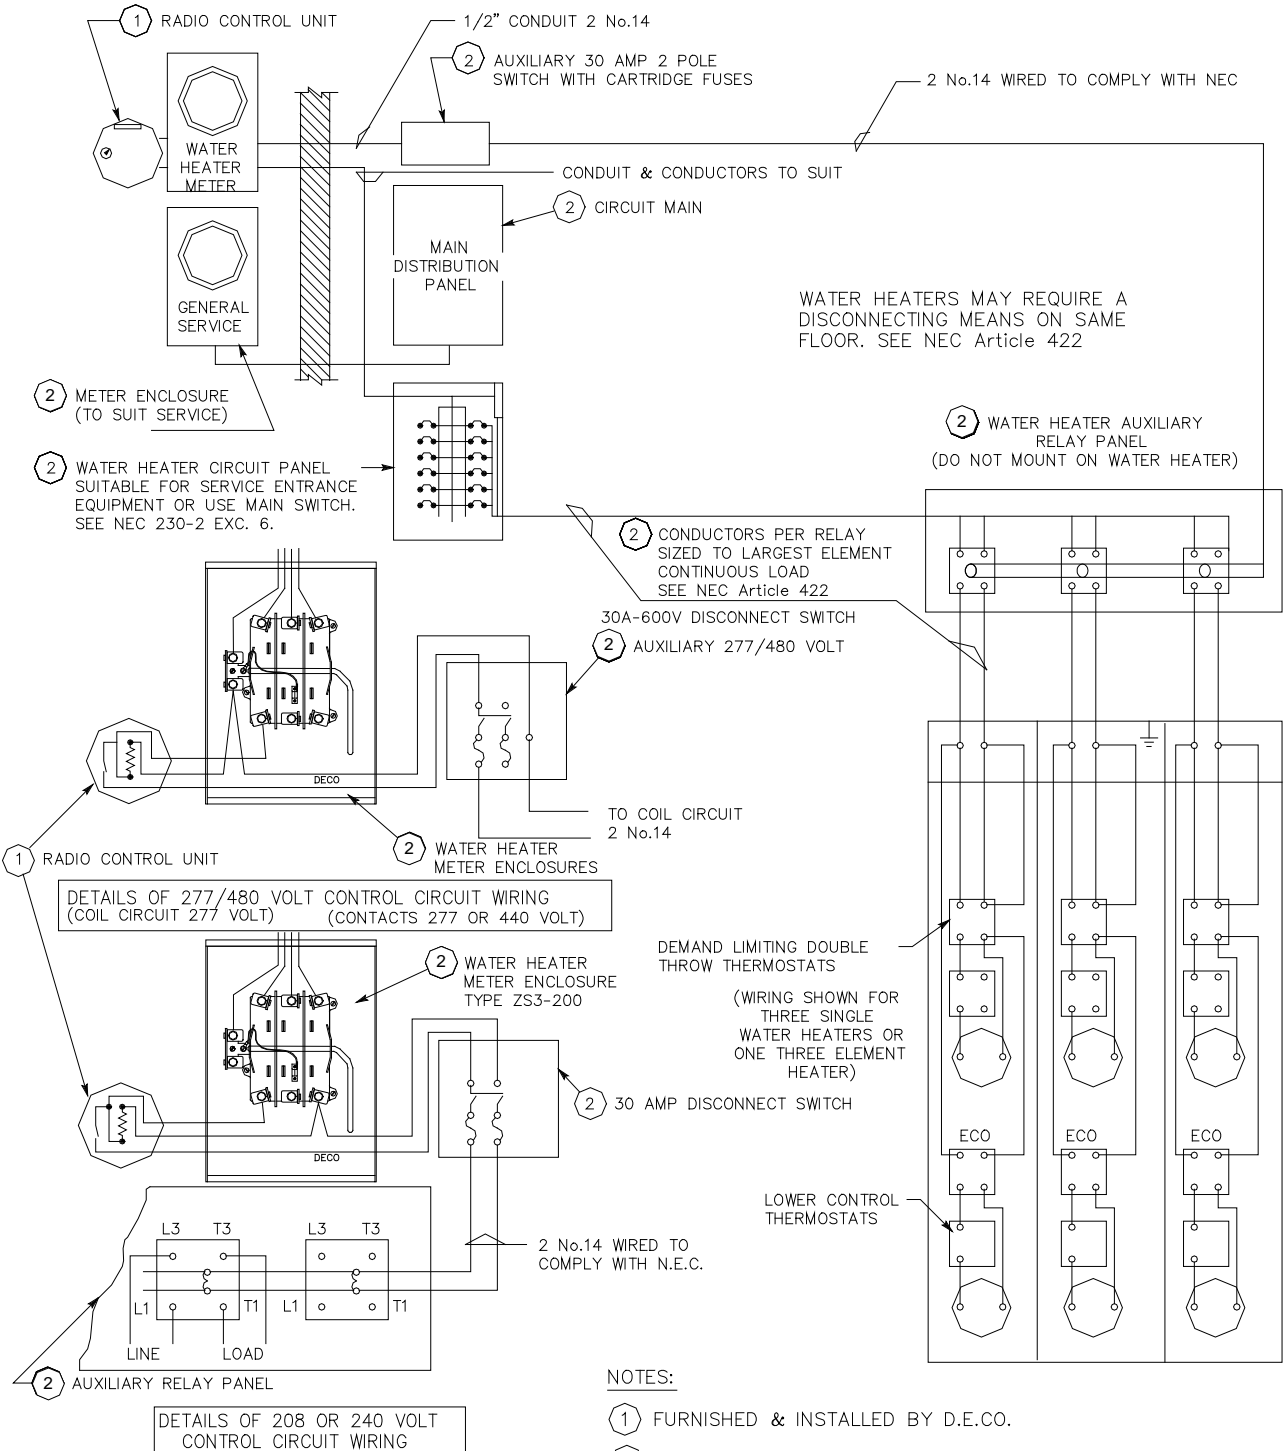 1 RADIO CONTROL UNIT
1/2" CONDUIT 2 No.14
2 AUXILIARY 30 AMP 2 POLE
SWITCH WITH CARTRIDGE FUSES
2 No.14 WIRED TO COMPLY WITH NEC
WATER
HEATER
METER
CONDUIT & CONDUCTORS TO SUIT
2 CIRCUIT MAIN
MAIN
DISTRIBUTION
PANEL
GENERAL
SERVICE
WATER HEATERS MAY REQUIRE A
DISCONNECTING MEANS ON SAME
FLOOR. SEE NEC Article 422
2 METER ENCLOSURE
(TO SUIT SERVICE)
2 WATER HEATER AUXILIARY
RELAY PANEL
(DO NOT MOUNT ON WATER HEATER)
2 WATER HEATER CIRCUIT PANEL
SUITABLE FOR SERVICE ENTRANCE
EQUIPMENT OR USE MAIN SWITCH.
SEE NEC 230-2 EXC. 6.
2 CONDUCTORS PER RELAY
SIZED TO LARGEST ELEMENT
CONTINUOUS LOAD
SEE NEC Article 422
30A-600V DISCONNECT SWITCH
2 AUXILIARY 277/480 VOLT
DECO
TO COIL CIRCUIT
2 No.14
2 WATER HEATER
METER ENCLOSURES
1 RADIO CONTROL UNIT
DETAILS OF 277/480 VOLT CONTROL CIRCUIT WIRING
(COIL CIRCUIT 277 VOLT) (CONTACTS 277 OR 440 VOLT)
2 WATER HEATER
METER ENCLOSURE
TYPE ZS3-200
DEMAND LIMITING DOUBLE
THROW THERMOSTATS
(WIRING SHOWN FOR
THREE SINGLE
WATER HEATERS OR
ONE THREE ELEMENT
HEATER)
2 30 AMP DISCONNECT SWITCH
ECO ECO ECO
DECO
LOWER CONTROL
THERMOSTATS
L3 T3 L3 T3
2 No.14 WIRED TO
COMPLY WITH N.E.C.
L1 T1 L1 T1
LINE LOAD
2 AUXILIARY RELAY PANEL
NOTES:
1 FURNISHED & INSTALLED BY D.E.CO.
DETAILS OF 208 OR 240 VOLT
CONTROL CIRCUIT WIRING